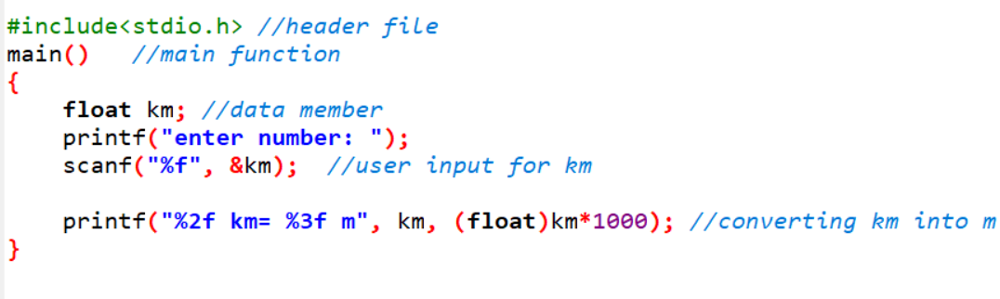 #include<stdio.h> //header file
main()   //main function
{
    float km; //data member
    printf("enter number: ");
    scanf("%f", &km);  //user input for km

    printf("%2f km= %3f m", km, (float)km*1000); //converting km into m
}